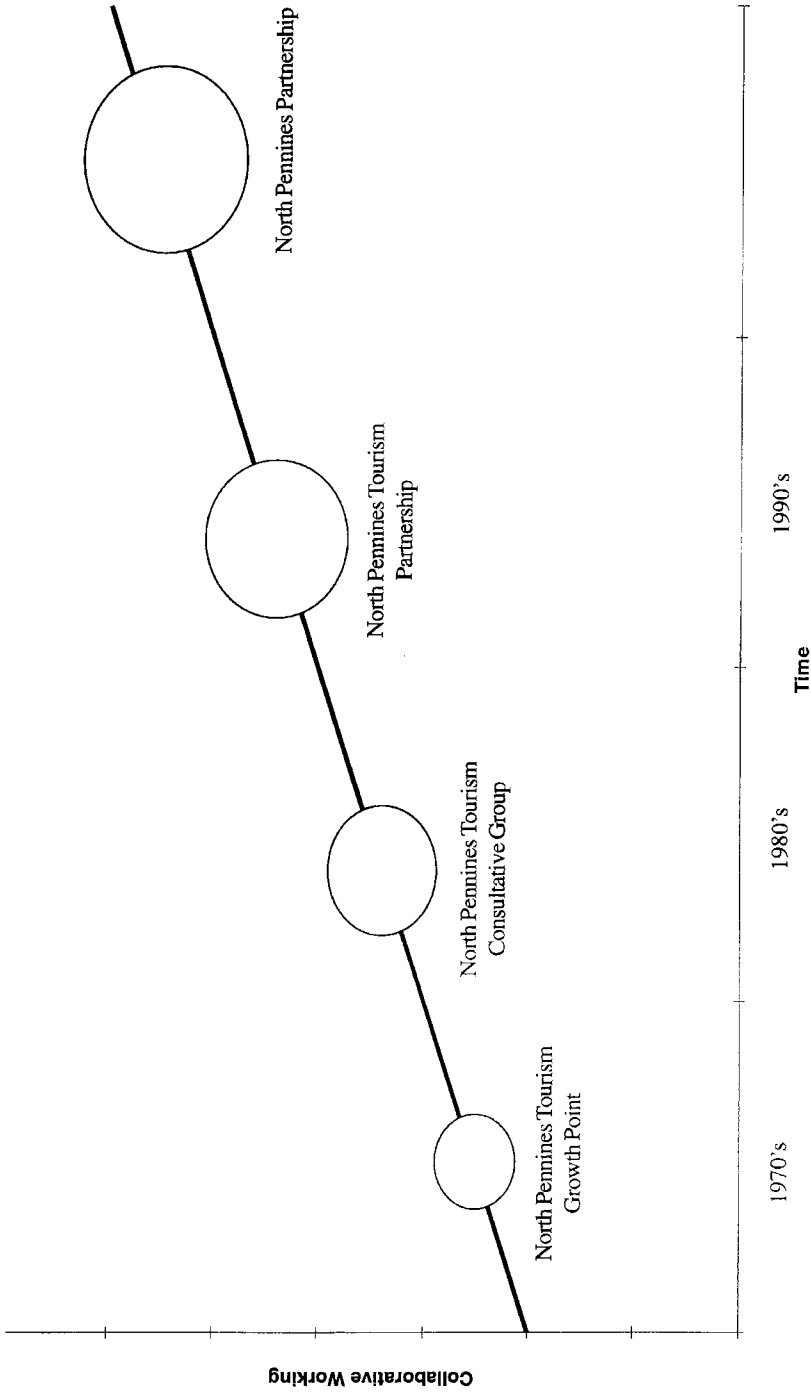 Collaborative Working
North Pennines Partnership
North Pennines Tourism
Partnership
North Pennines Tourism
Consultative Group
North Pennines Tourism
Growth Point
1970's
1980's
1990's
Time